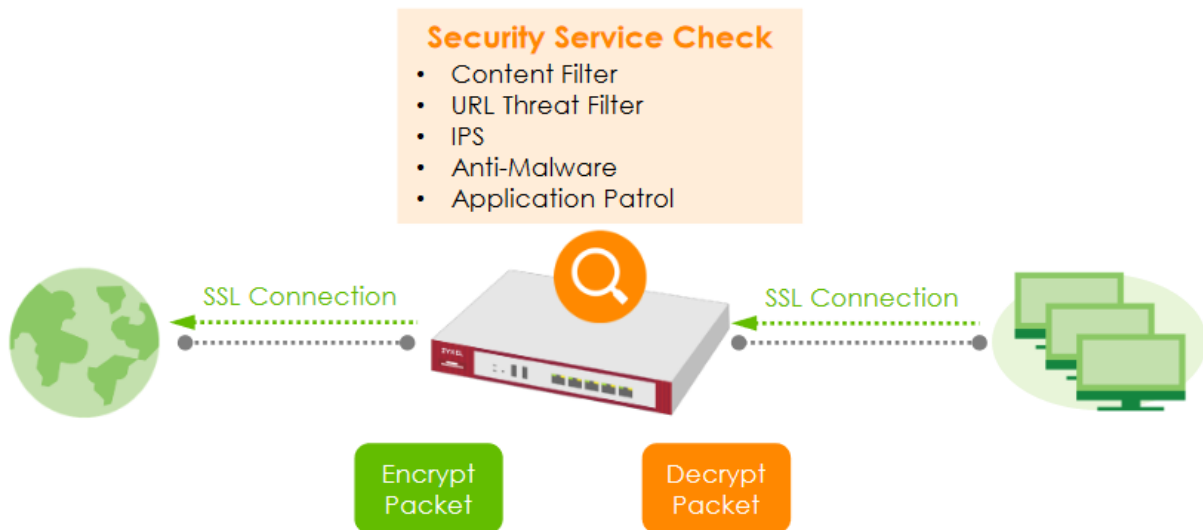 Security Service Check
• Content Filter
• URL Threat Filter
• IPS
• Anti-Malware
• Application Patrol
SSL Connection
SSL Connection
ZYXEL
Encrypt
Packet
Decrypt
Packet